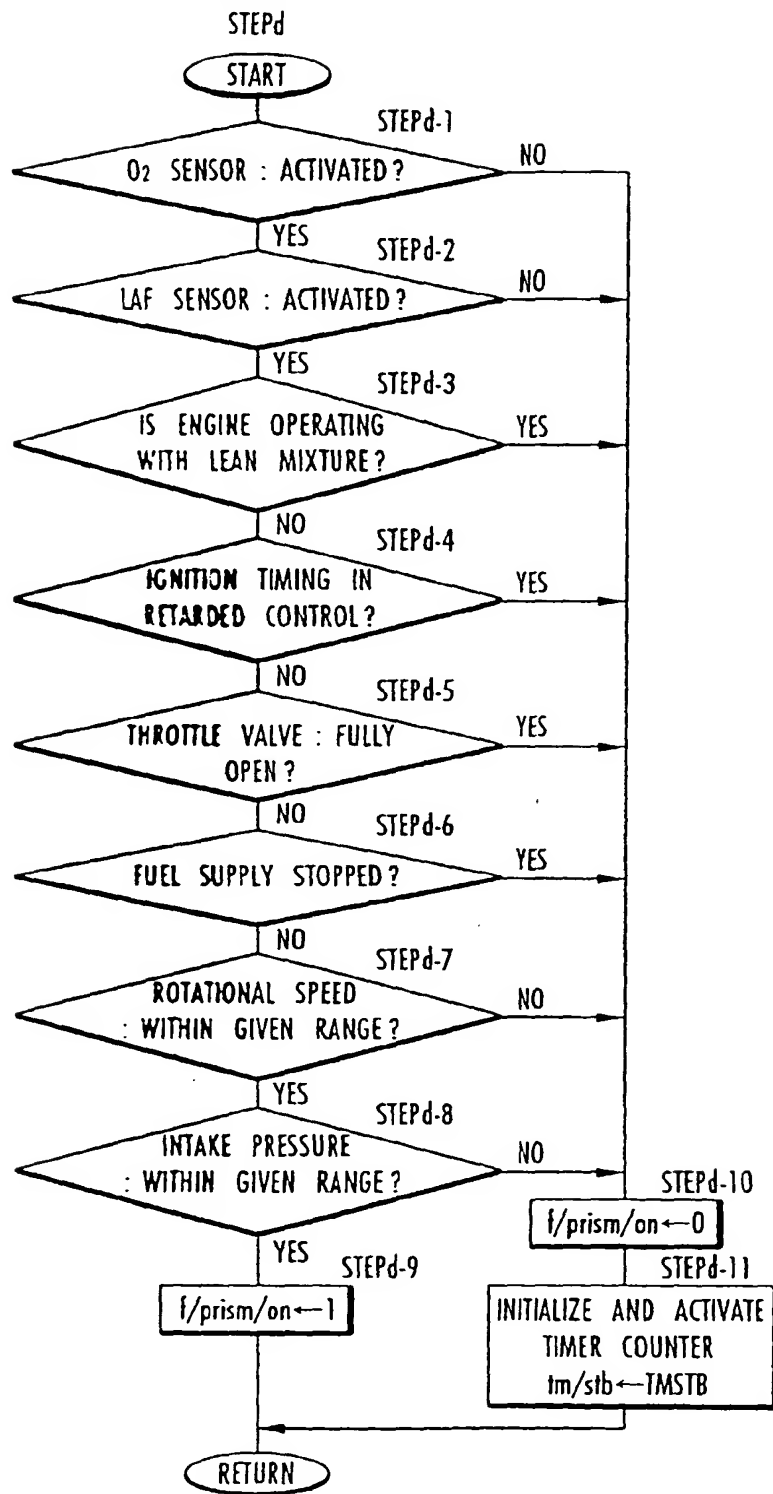 STEPd
START
STEPd-1
O2 SENSOR : ACTIVATED?
NO
YES
STEPd-2
LAF SENSOR : ACTIVATED?
NO
YES
STEPd-3
IS ENGINE OPERATING
WITH LEAN MIXTURE?
YES
NO
STEPd-4
IGNITION TIMING IN
RETARDED CONTROL?
YES
NO
STEPd-5
THROTTLE VALVE : FULLY
OPEN?
YES
NO
STEPd-6
FUEL SUPPLY STOPPED?
YES
NO
STEPd-7
ROTATIONAL SPEED
: WITHIN GIVEN RANGE?
NO
YES
STEPd-8
INTAKE PRESSURE
: WITHIN GIVEN RANGE?
NO
YES
STEPd-9
f/prism/on←1
STEPd-10
f/prism/on←0
STEPd-11
INITIALIZE AND ACTIVATE
TIMER COUNTER
tm/stb←TMSTB
RETURN